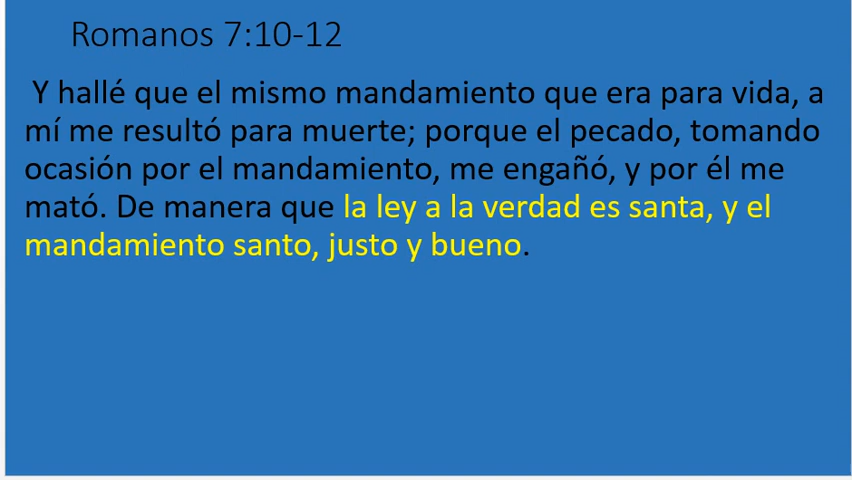 Romanos 7:10-12
Y hallé que el mismo mandamiento que era para vida, a
mí me resultó para muerte; porque el pecado, tomando
ocasión por el mandamiento, me engañó, y por él me
mató. De manera que la ley a la verdad es santa, y el
mandamiento santo, justo y bueno.